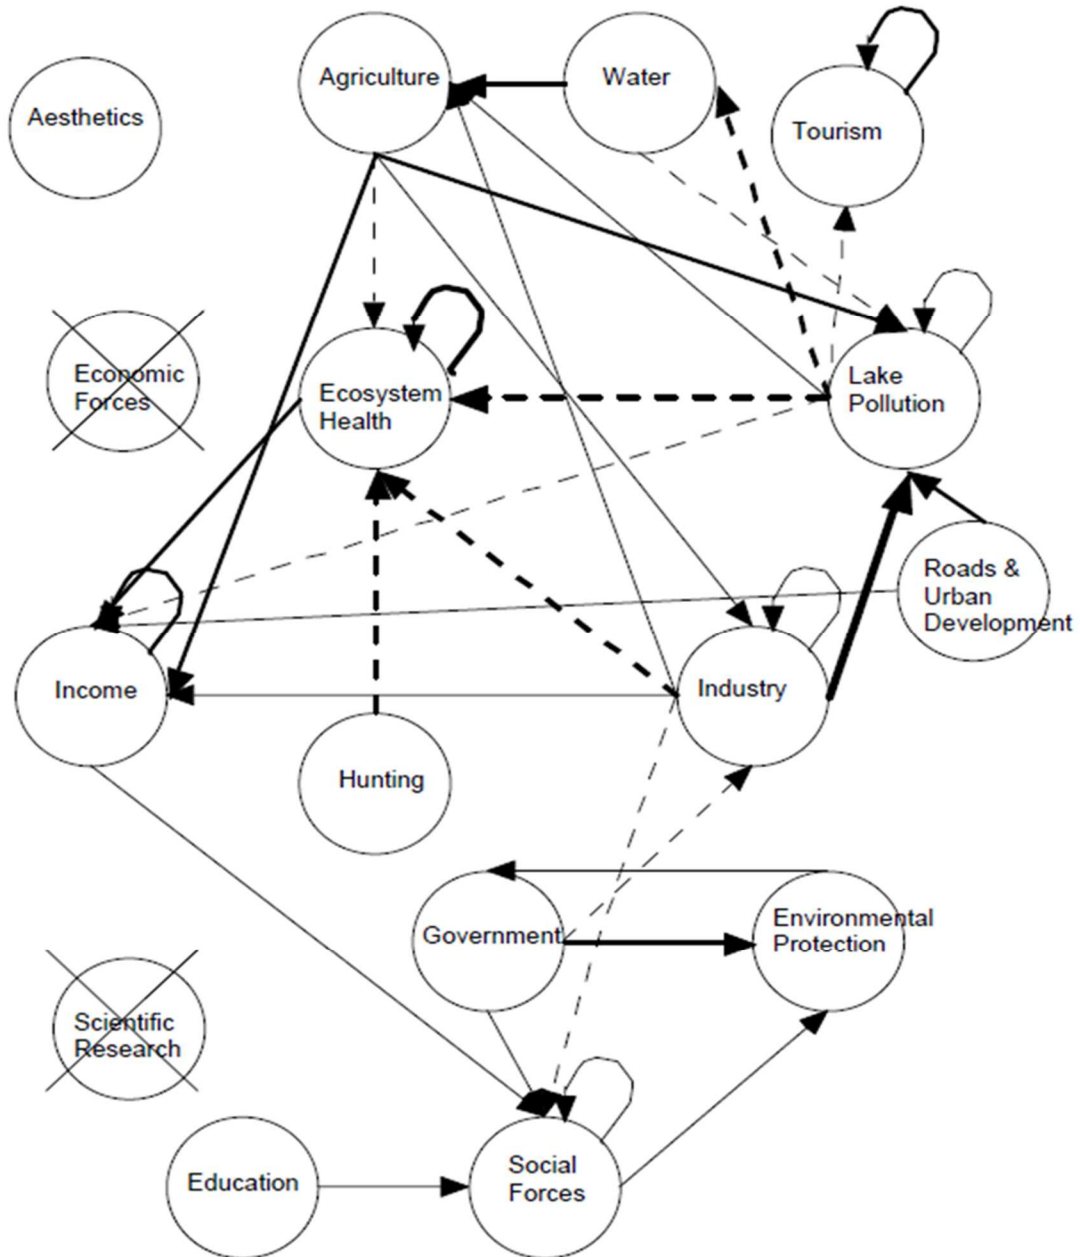 Aesthetics
Agriculture
Water
Tourism
Economic
Forces
Ecosystem
Health
Lake
Pollution
Roads &
Urban
Development
Income
Industry
Hunting
Government
Environmental
Protection
Scientific
Research
Education
Social
Forces